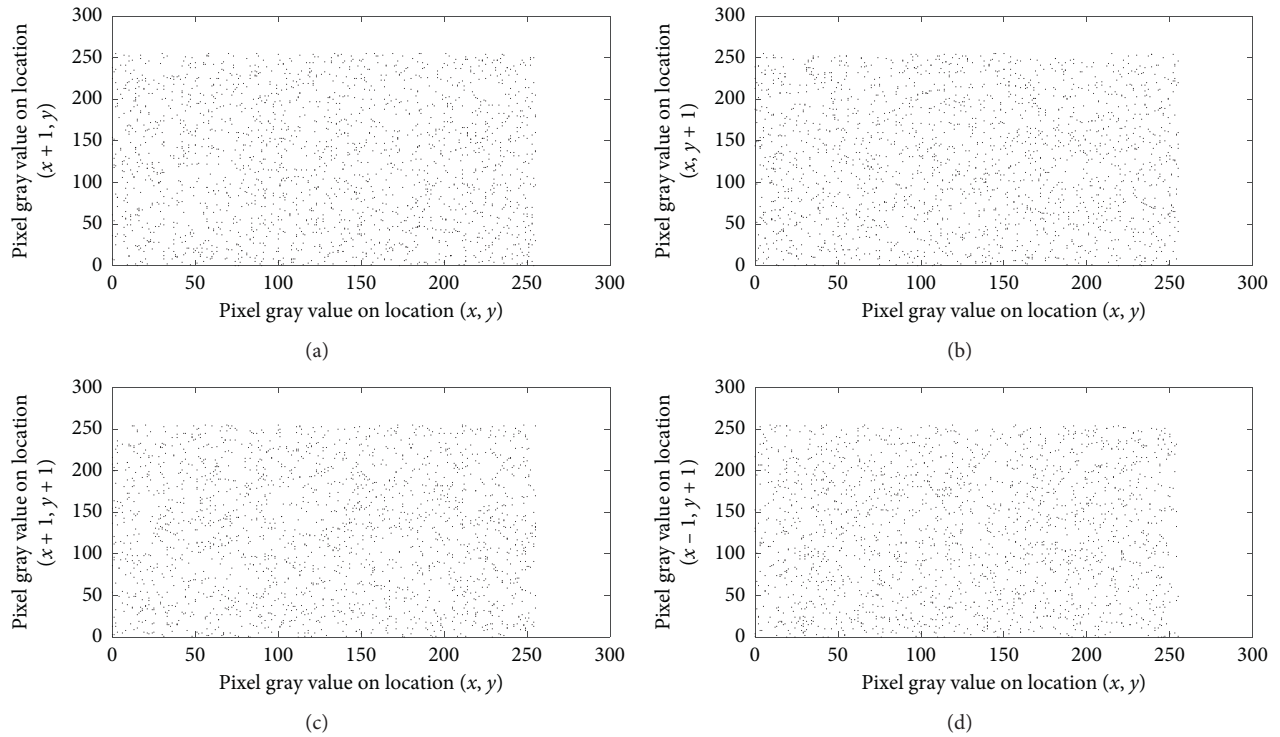 300
250
200
150
100
50
0
Pixel gray value on location
(x + 1, y)
0 50 100 150 200 250 300
Pixel gray value on location (x, y)
(a)
300
250
200
150
100
50
0
Pixel gray value on location
(x, y + 1)
0 50 100 150 200 250 300
Pixel gray value on location (x, y)
(b)
300
250
200
150
100
50
0
Pixel gray value on location
(x + 1, y + 1)
0 50 100 150 200 250 300
Pixel gray value on location (x, y)
(c)
300
250
200
150
100
50
0
Pixel gray value on location
(x − 1, y + 1)
0 50 100 150 200 250 300
Pixel gray value on location (x, y)
(d)